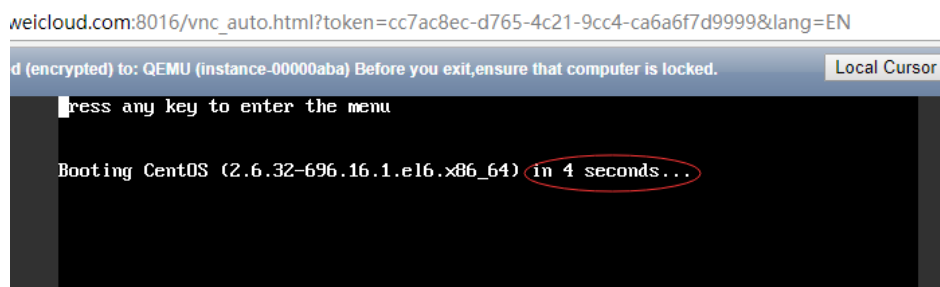 weicloud.com:8016/vnc_auto.html?token=cc7ac8ec-d765-4c21-9cc4-ca6a6f7d9999&lang=EN
d (encrypted) to: QEMU (instance-00000aba) Before you exit,ensure that computer is locked.
Local Cursor
ress any key to enter the menu
Booting CentOS (2.6.32-696.16.1.el6.x86_64) in 4 seconds...